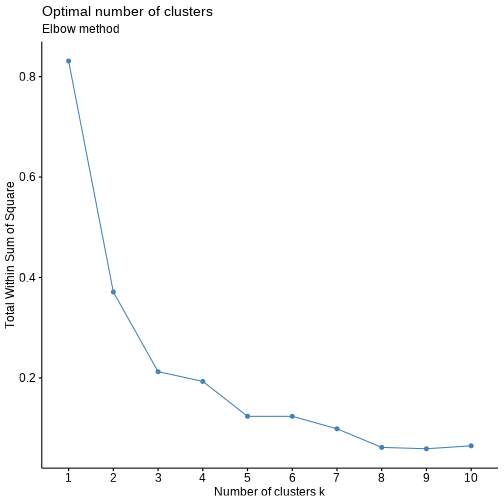 Optimal number of clusters
Elbow method
Total Within Sum of Square
0.8
0.6
0.4
0.2
1 2 3 4 5 6 7 8 9 10
Number of clusters k